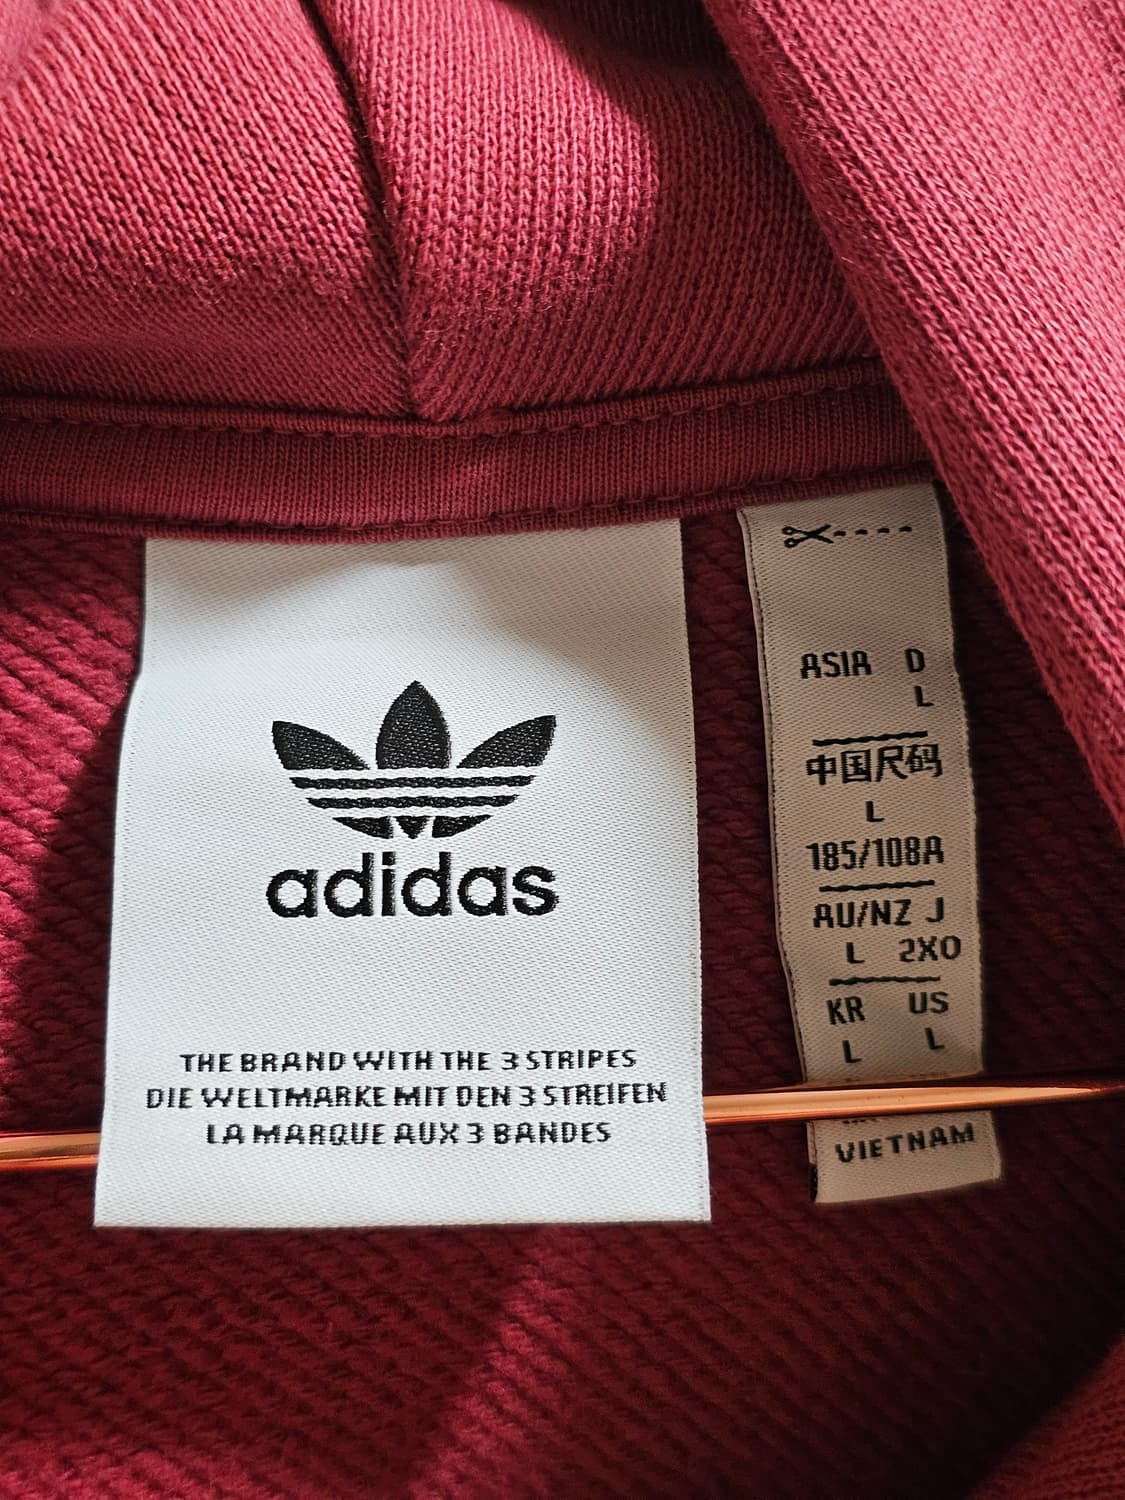 adidas
THE BRAND WITH THE 3 STRIPES
DIE WELTMARKE MIT DEN 3 STREIFEN
LA MARQUE AUX 3 BANDES
ASIA D
L
中国尺码
L
185/108A
AU/NZ J
L 2XO
KR US
L L
VIETNAM